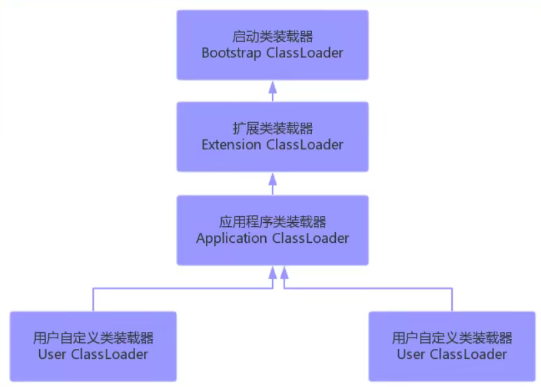 启动类装载器
Bootstrap ClassLoader
扩展类装载器
Extension ClassLoader
应用程序类装载器
Application ClassLoader
用户自定义类装载器
User ClassLoader
用户自定义类装载器
User ClassLoader